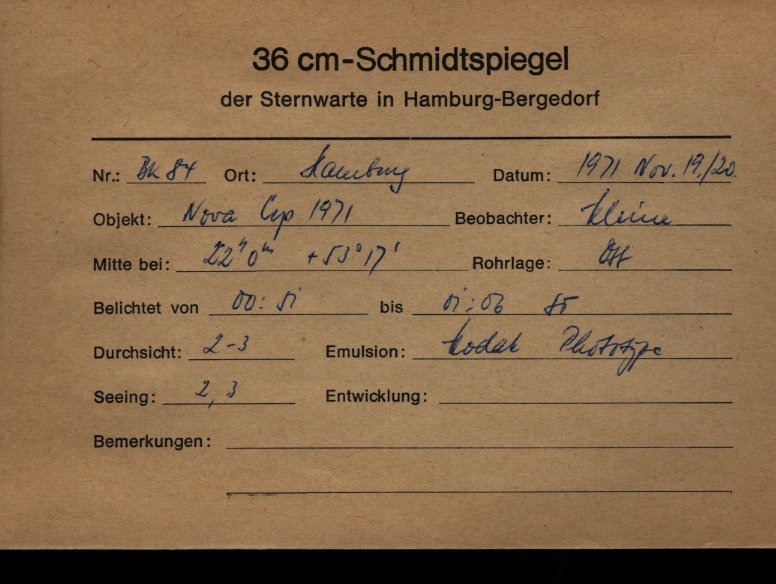 36 cm-Schmidtspiegel
der Sternwarte in Hamburg-Bergedorf
Nr.: BK 84 Ort: Hamburg Datum: 1971 Nov. 19./20.
Objekt: Nova Cep 1971 Beobachter: Kleine
Mitte bei: 22ʰ 0ᵐ +53° 17' Rohrlage: Ost
Belichtet von 00:51 bis 01:06
Durchsicht: 2-3 Emulsion: Kodak Phototype
Seeing: 2,3 Entwicklung:
Bemerkungen: